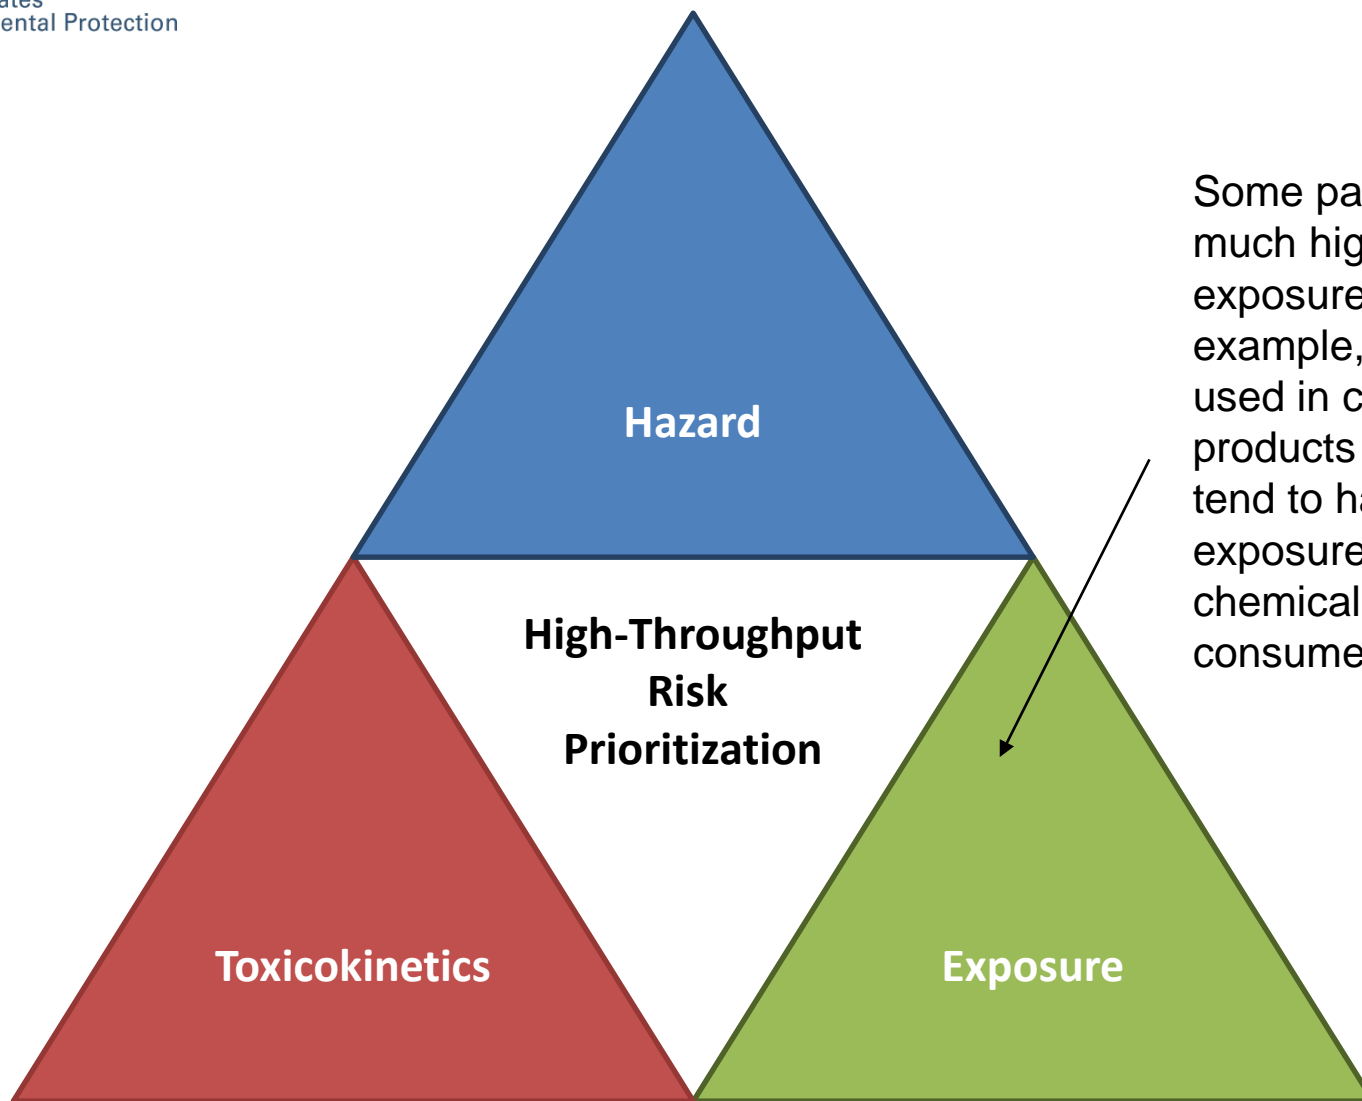 ental Protection
Hazard
Some pa
much hig
exposure
example,
used in c
products
tend to ha
exposure
chemical
consume
High-Throughput
Risk
Prioritization
Toxicokinetics
Exposure